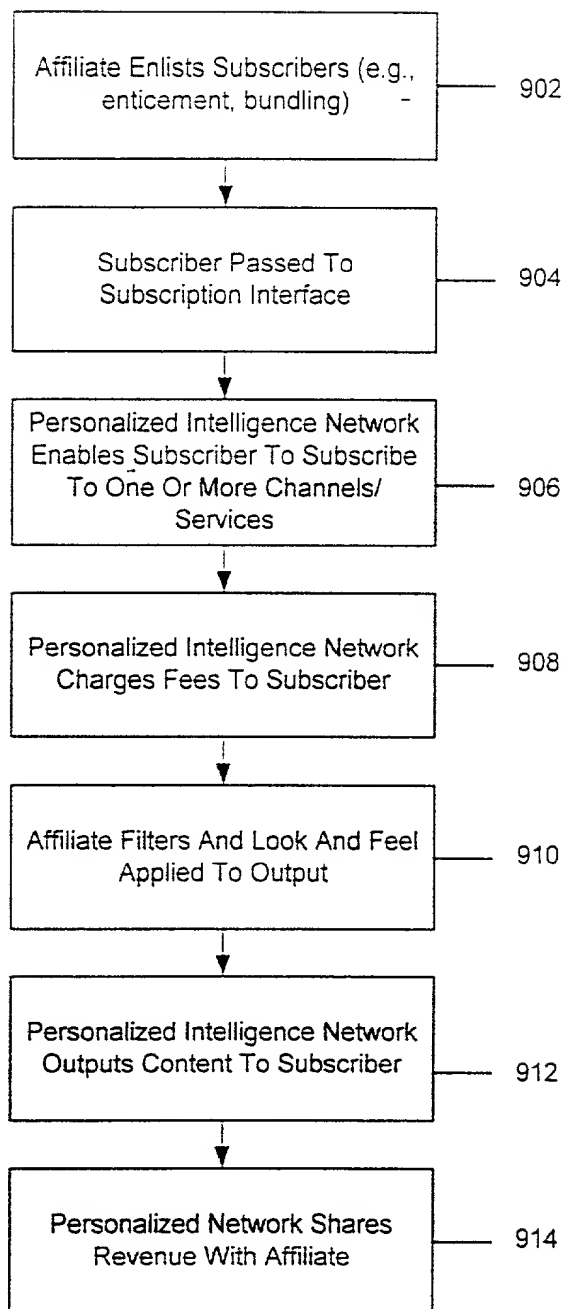 Affiliate Enlists Subscribers (e.g.,
enticement, bundling)
902
Subscriber Passed To
Subscription Interface
904
Personalized Intelligence Network
Enables Subscriber To Subscribe
To One Or More Channels/
Services
906
Personalized Intelligence Network
Charges Fees To Subscriber
908
Affiliate Filters And Look And Feel
Applied To Output
910
Personalized Intelligence Network
Outputs Content To Subscriber
912
Personalized Network Shares
Revenue With Affiliate
914